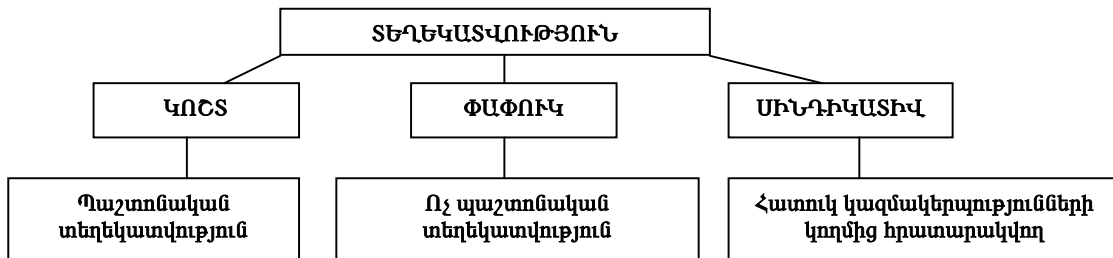 ՏԵՂԵԿԱՏՎՈՒԹՅՈՒՆ
ԿՈՇՏ
ՓԱՓՈՒԿ
ՍԻՆԴԻԿԱՏԻՎ
Պաշտոնական
տեղեկատվություն
Ոչ պաշտոնական
տեղեկատվություն
Հատուկ կազմակերպությունների
կողմից հրատարակվող